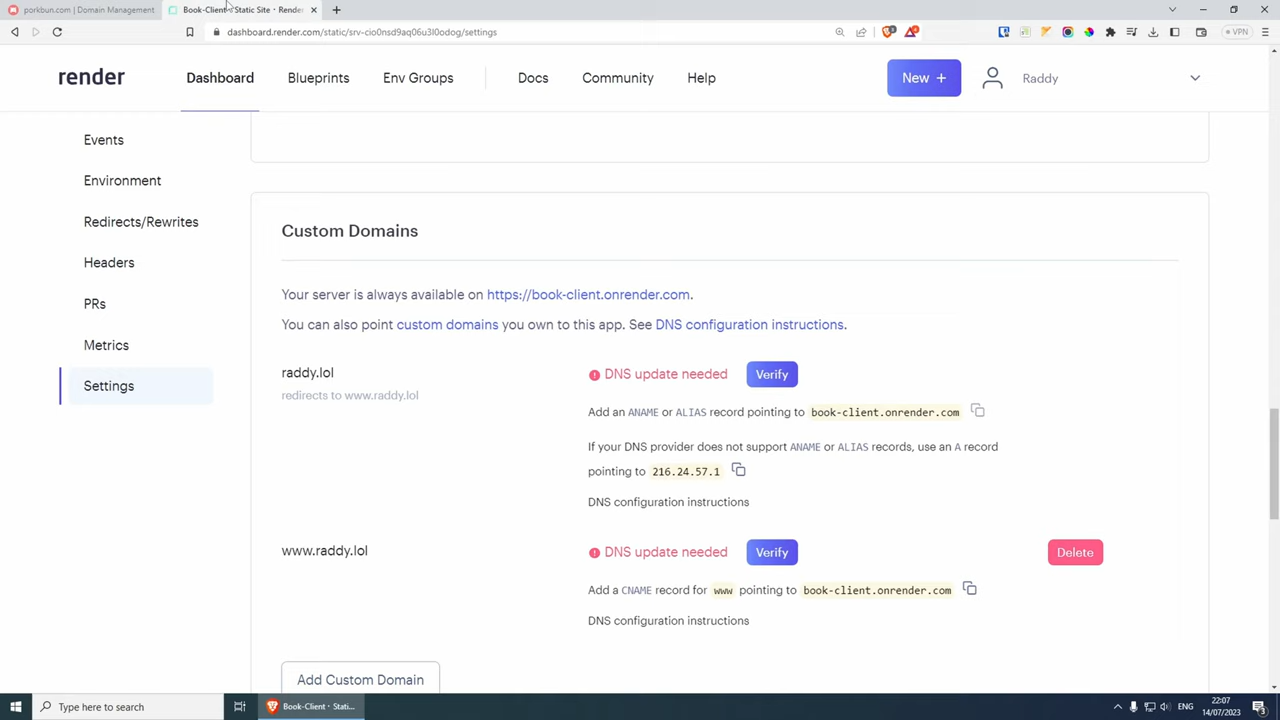 porkbun.com | Domain Management
Book-Client · Static Site · Render
dashboard.render.com/static/srv-cio0nsd9aq06u3l0odog/settings
VPN
render
Dashboard
Blueprints
Env Groups
Docs
Community
Help
New +
Raddy
Events
Environment
Redirects/Rewrites
Headers
PRs
Metrics
Settings
Custom Domains
Your server is always available on https://book-client.onrender.com.
You can also point custom domains you own to this app. See DNS configuration instructions.
raddy.lol
redirects to www.raddy.lol
DNS update needed
Verify
Add an ANAME or ALIAS record pointing to book-client.onrender.com
If your DNS provider does not support ANAME or ALIAS records, use an A record
pointing to 216.24.57.1
DNS configuration instructions
www.raddy.lol
DNS update needed
Verify
Delete
Add a CNAME record for www pointing to book-client.onrender.com
DNS configuration instructions
Add Custom Domain
Type here to search
Book-Client · Stati...
ENG
22:07
14/07/2023